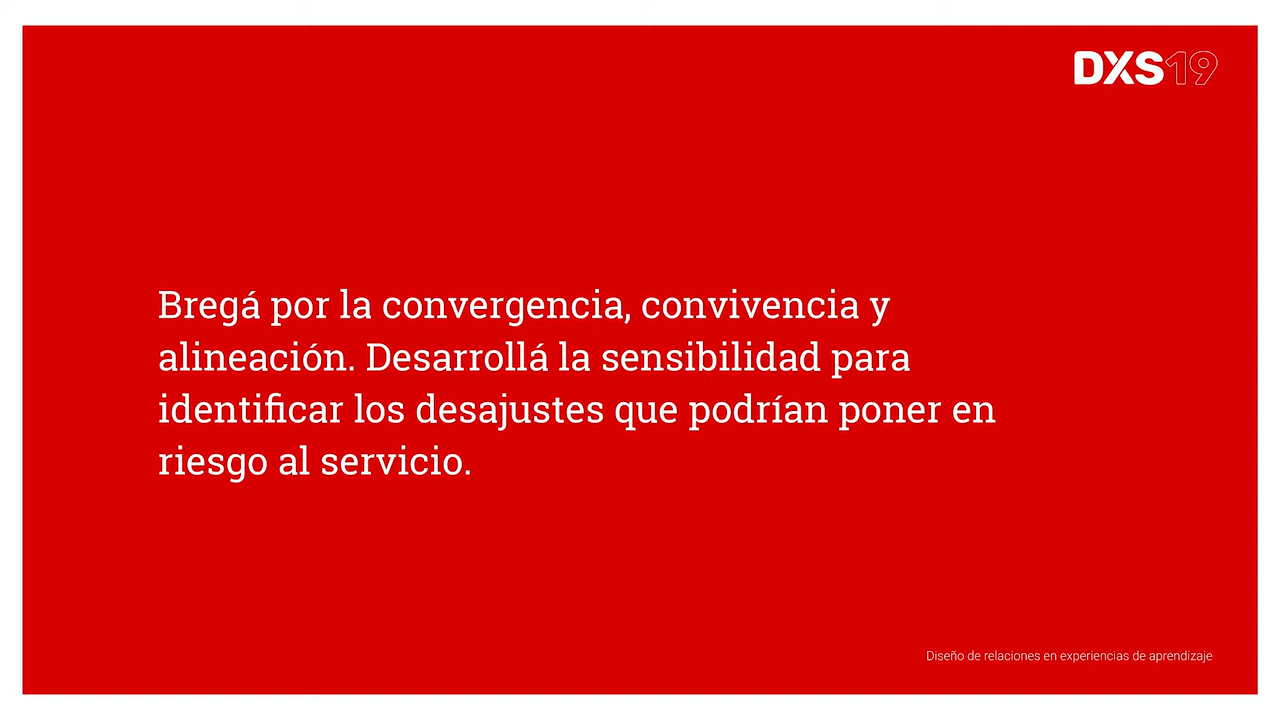 DXS19
Bregá por la convergencia, convivencia y
alineación. Desarrollá la sensibilidad para
identificar los desajustes que podrían poner en
riesgo al servicio.
Diseño de relaciones en experiencias de aprendizaje